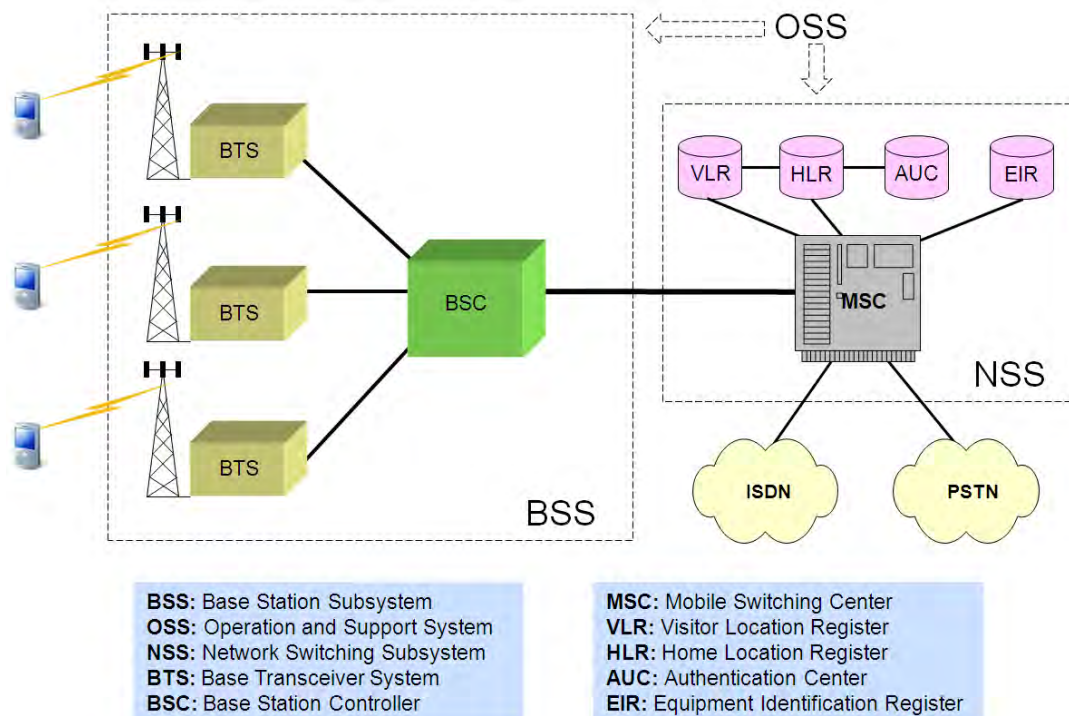 OSS
BTS
VLR
HLR
AUC
EIR
BTS
BSC
MSC
NSS
BTS
ISDN
PSTN
BSS
BSS: Base Station Subsystem
OSS: Operation and Support System
NSS: Network Switching Subsystem
BTS: Base Transceiver System
BSC: Base Station Controller
MSC: Mobile Switching Center
VLR: Visitor Location Register
HLR: Home Location Register
AUC: Authentication Center
EIR: Equipment Identification Register